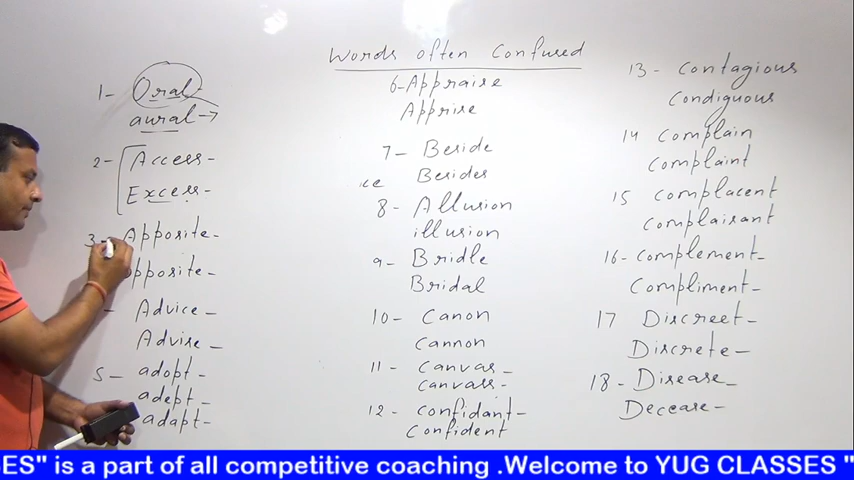 Words often Confused
1- Oral-
aural→
2- Access-
Excess-
3- Apposite-
opposite-
- Advice-
Advise-
5- adopt-
adept-
adapt-
6-Appraise
Apprise
7- Beside
Besides
ce
8- Allusion
illusion
9- Bridle
Bridal
10- Canon
Cannon
11- Canvas-
Canvass-
12- Confidant-
Confident
13- Contagious
Condiguous
14 Complain
Complaint
15 Complacent
Complaisant
16-Complement-
Compliment-
17 Discreet-
Discrete-
18-Disease-
Decease-
ES" is a part of all competitive coaching .Welcome to YUG CLASSES "